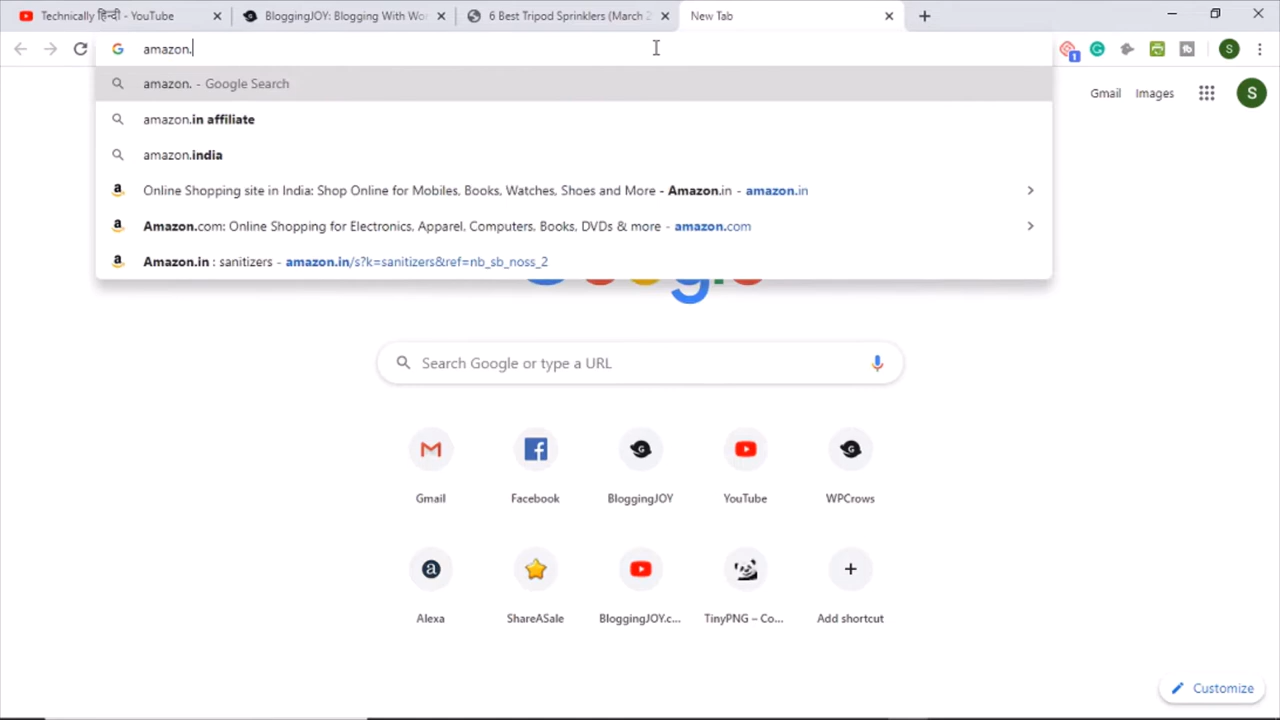 Technically हिन्दी - YouTube
BloggingJOY: Blogging With Wor
6 Best Tripod Sprinklers (March 2
New Tab
amazon.
1
S
amazon. - Google Search
amazon.in affiliate
amazon.india
Online Shopping site in India: Shop Online for Mobiles, Books, Watches, Shoes and More - Amazon.in - amazon.in
Amazon.com: Online Shopping for Electronics, Apparel, Computers, Books, DVDs & more - amazon.com
Amazon.in : sanitizers - amazon.in/s?k=sanitizers&ref=nb_sb_noss_2
Gmail Images
S
Search Google or type a URL
Gmail
Facebook
BloggingJOY
YouTube
WPCrows
Alexa
ShareASale
BloggingJOY.c...
TinyPNG – Co...
Add shortcut
Customize